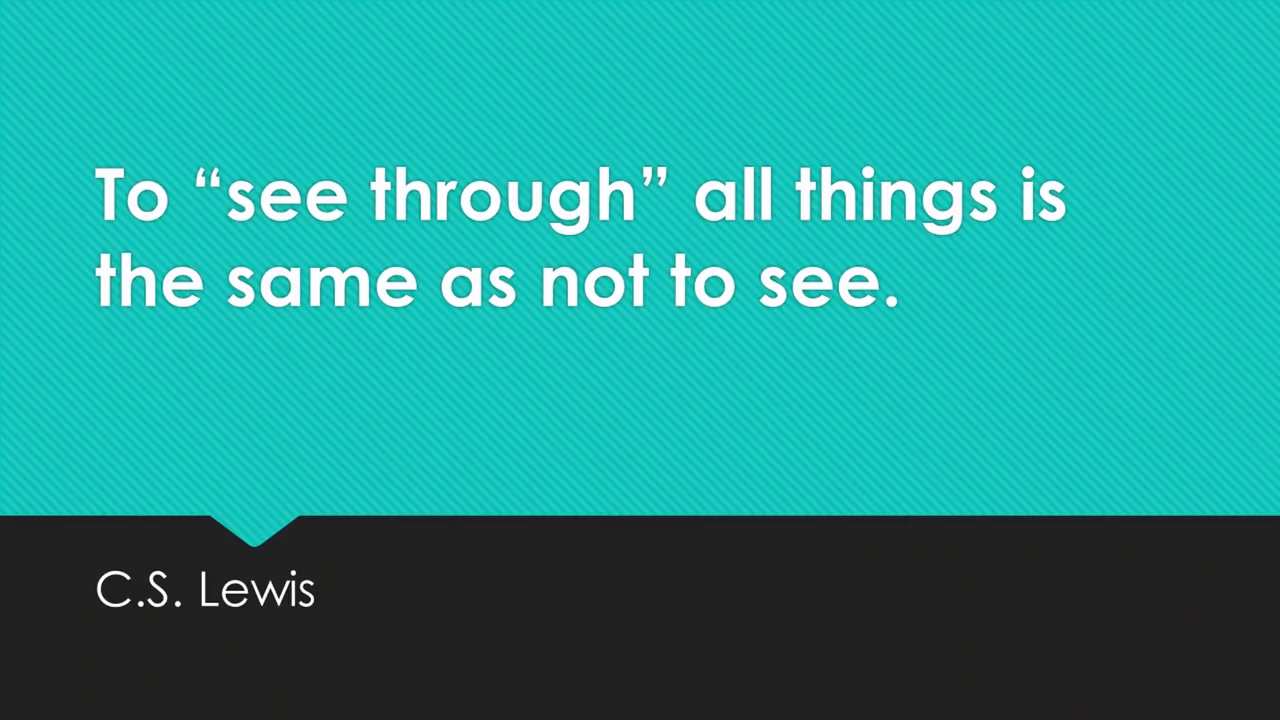 To “see through” all things is
the same as not to see.
C.S. Lewis